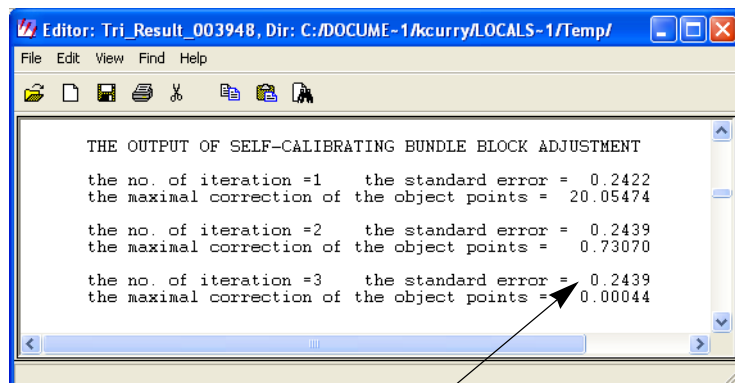 Editor: Tri_Result_003948, Dir: C:/DOCUME~1/kcurry/LOCALS~1/Temp/
File Edit View Find Help
THE OUTPUT OF SELF-CALIBRATING BUNDLE BLOCK ADJUSTMENT
the no. of iteration =1 the standard error = 0.2422
the maximal correction of the object points = 20.05474
the no. of iteration =2 the standard error = 0.2439
the maximal correction of the object points = 0.73070
the no. of iteration =3 the standard error = 0.2439
the maximal correction of the object points = 0.00044